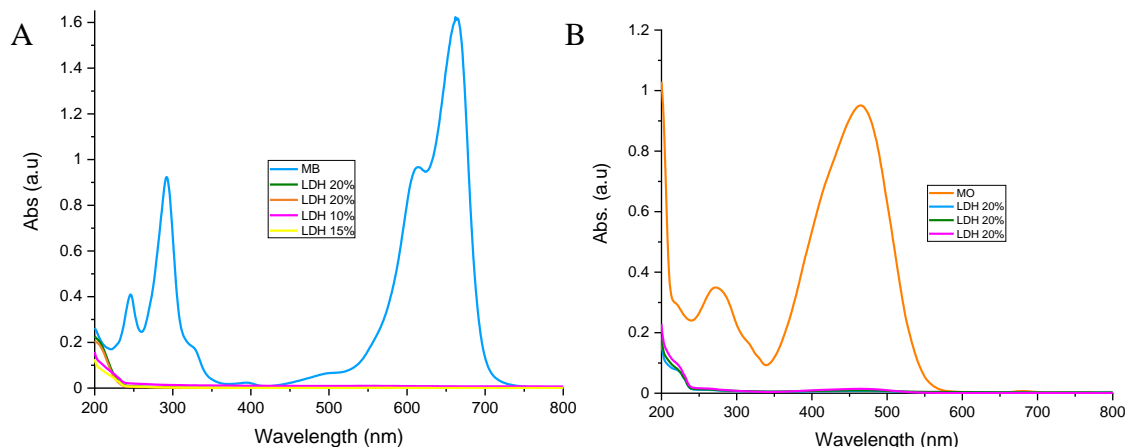 A
Abs (a.u)
1.6
1.4
1.2
1
0.8
0.6
0.4
0.2
0
MB
LDH 20%
LDH 20%
LDH 10%
LDH 15%
200 300 400 500 600 700 800
Wavelength (nm)
B
Abs. (a.u)
1.2
1
0.8
0.6
0.4
0.2
0
MO
LDH 20%
LDH 20%
LDH 20%
200 300 400 500 600 700 800
Wavelength (nm)